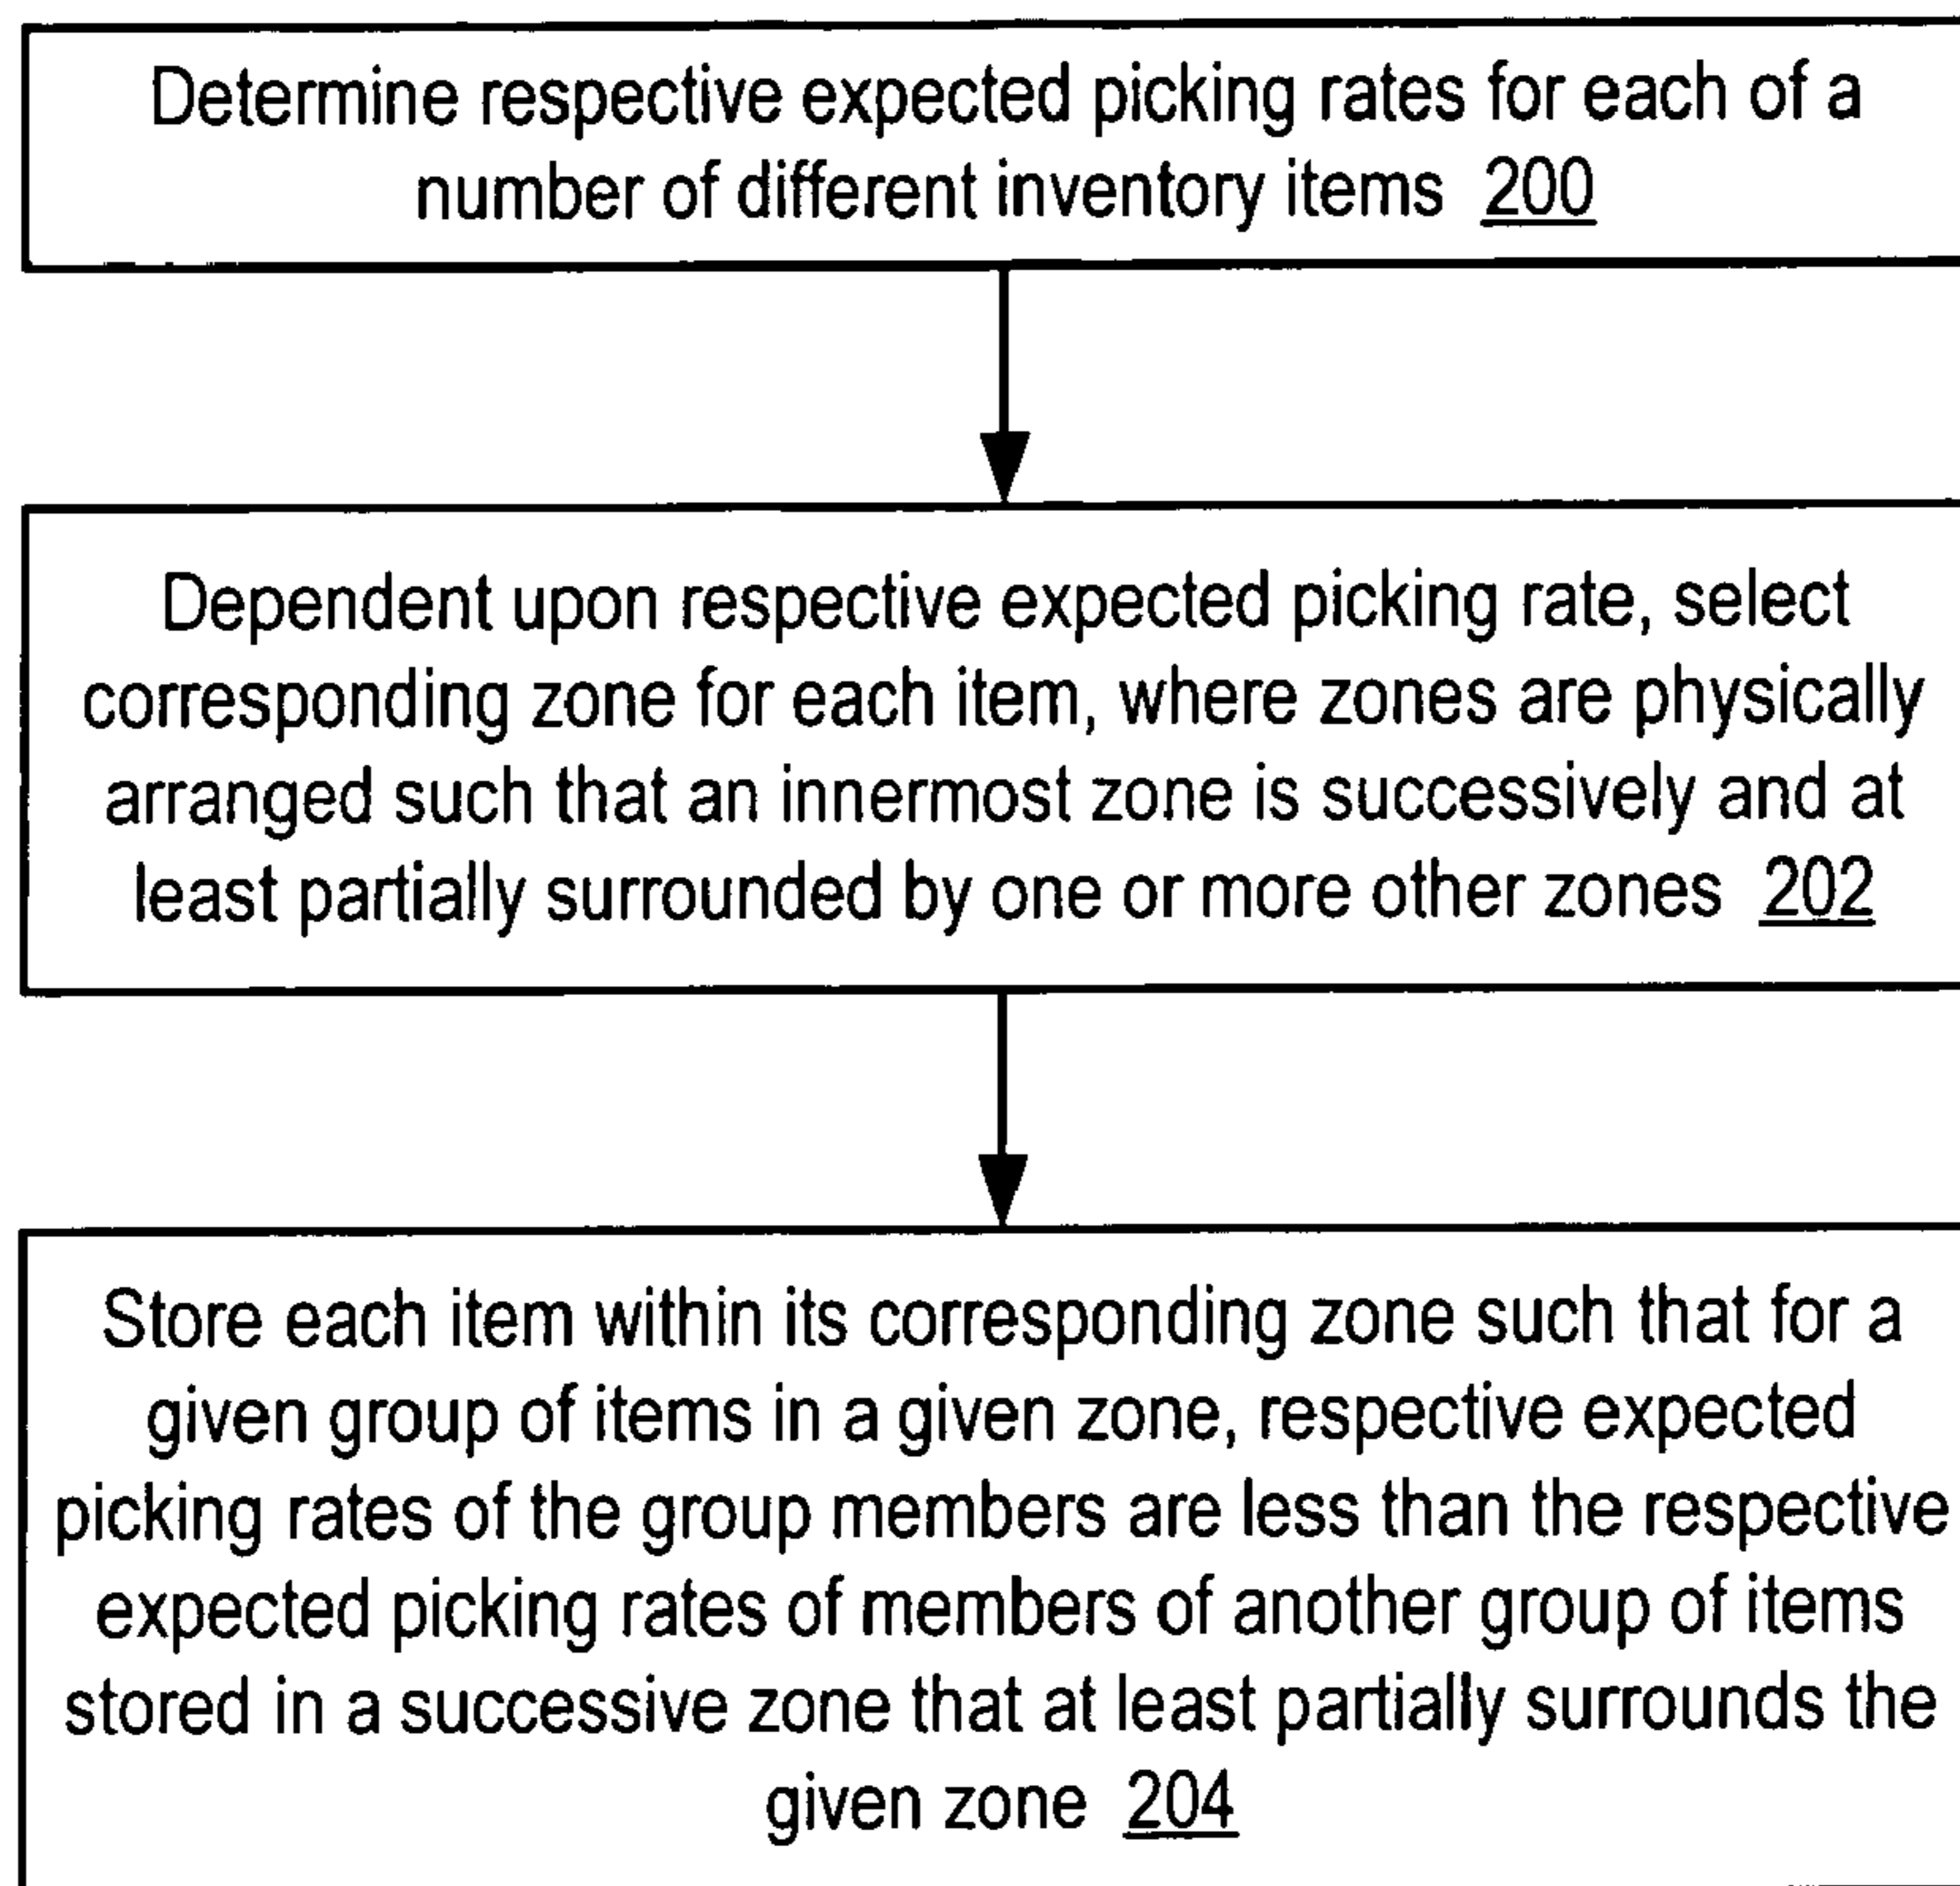 Determine respective expected picking rates for each of a
number of different inventory items 200
Dependent upon respective expected picking rate, select
corresponding zone for each item, where zones are physically
arranged such that an innermost zone is successively and at
least partially surrounded by one or more other zones 202
Store each item within its corresponding zone such that for a
given group of items in a given zone, respective expected
picking rates of the group members are less than the respective
expected picking rates of members of another group of items
stored in a successive zone that at least partially surrounds the
given zone 204